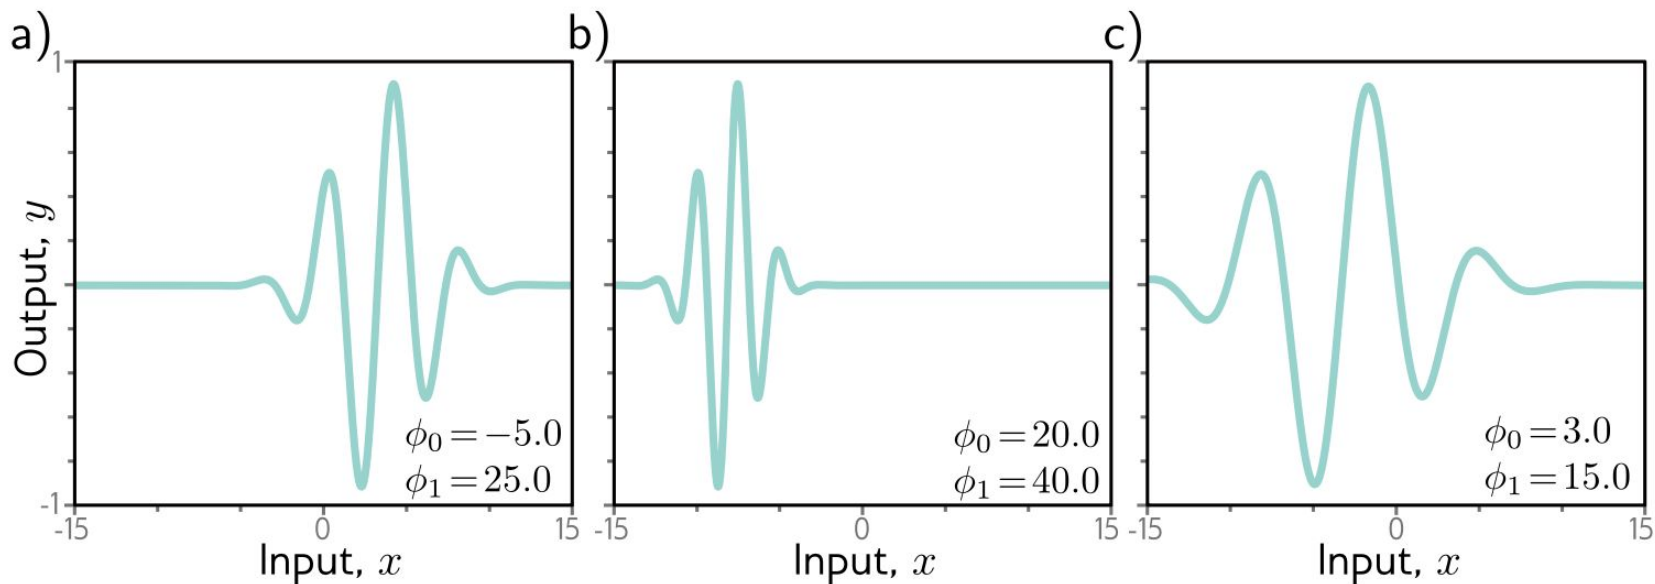 a)
1
Output, y
-1
-15
0
15
Input, x
ϕ₀ = −5.0
ϕ₁ = 25.0
b)
-15
0
15
Input, x
ϕ₀ = 20.0
ϕ₁ = 40.0
c)
-15
0
15
Input, x
ϕ₀ = 3.0
ϕ₁ = 15.0